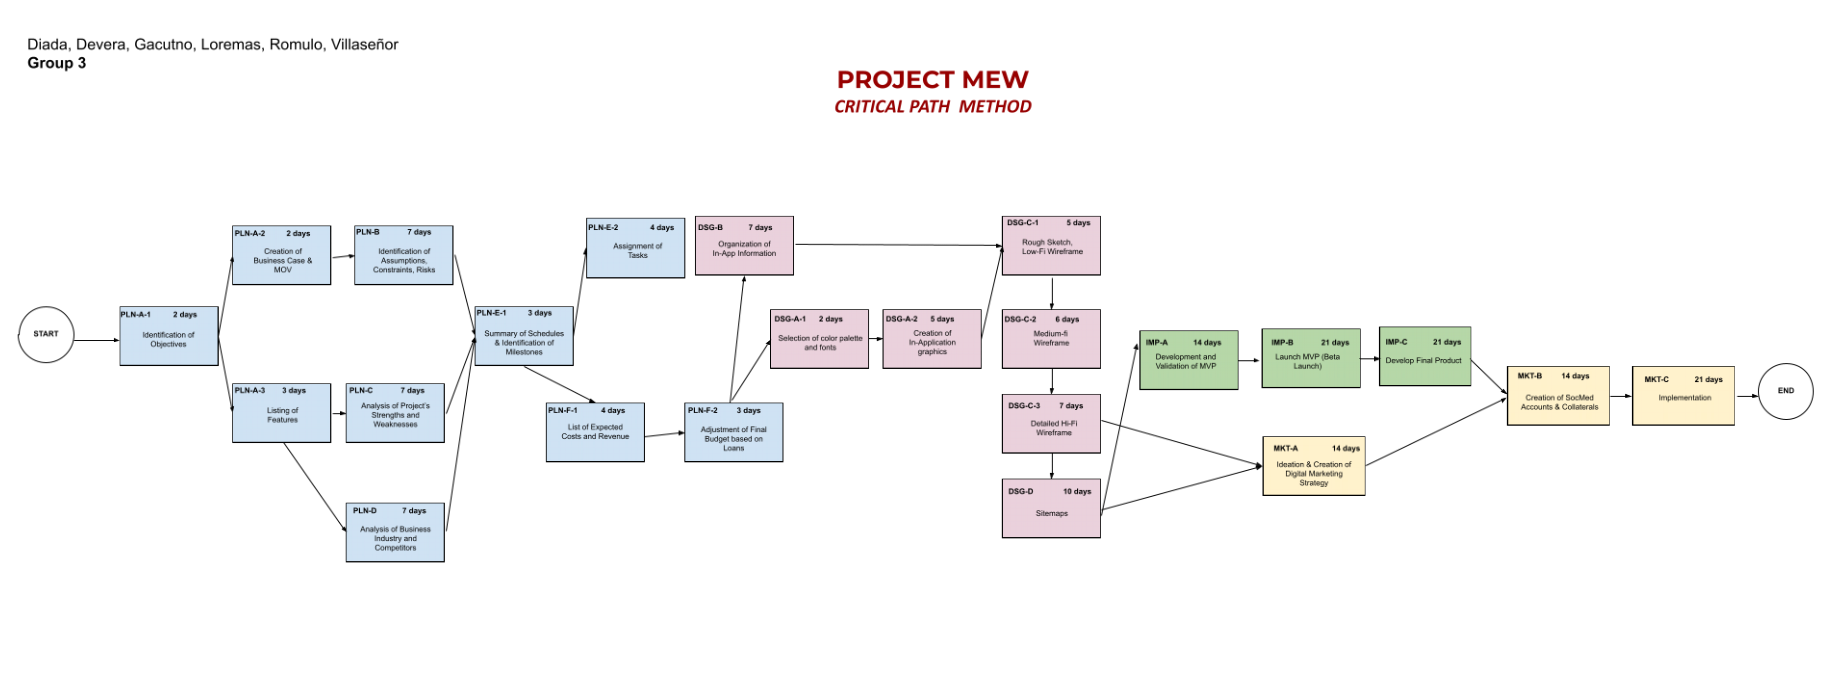 Diada, Devera, Gacutno, Loremas, Romulo, Villaseñor
Group 3
PROJECT MEW
CRITICAL PATH METHOD
START
PLN-A-1 2 days
Identification of
Objectives
PLN-A-2 2 days
Creation of
Business Case &
MOV
PLN-B 7 days
Identification of
Assumptions,
Constraints, Risks
PLN-A-3 3 days
Listing of
Features
PLN-C 7 days
Analysis of Project's
Strengths and
Weaknesses
PLN-D 7 days
Analysis of Business
Industry and
Competitors
PLN-E-1 3 days
Summary of Schedules
& Identification of
Milestones
PLN-E-2 4 days
Assignment of
Tasks
PLN-F-1 4 days
List of Expected
Costs and Revenue
PLN-F-2 3 days
Adjustment of Final
Budget based on
Loans
DSG-B 7 days
Organization of
In-App Information
DSG-A-1 2 days
Selection of color palette
and fonts
DSG-A-2 5 days
Creation of
In-Application
graphics
DSG-C-1 5 days
Rough Sketch,
Low-Fi Wireframe
DSG-C-2 6 days
Medium-fi
Wireframe
DSG-C-3 7 days
Detailed Hi-Fi
Wireframe
DSG-D 10 days
Sitemaps
IMP-A 14 days
Development and
Validation of MVP
IMP-B 21 days
Launch MVP (Beta
Launch)
IMP-C 21 days
Develop Final Product
MKT-A 14 days
Ideation & Creation of
Digital Marketing
Strategy
MKT-B 14 days
Creation of SocMed
Accounts & Collaterals
MKT-C 21 days
Implementation
END